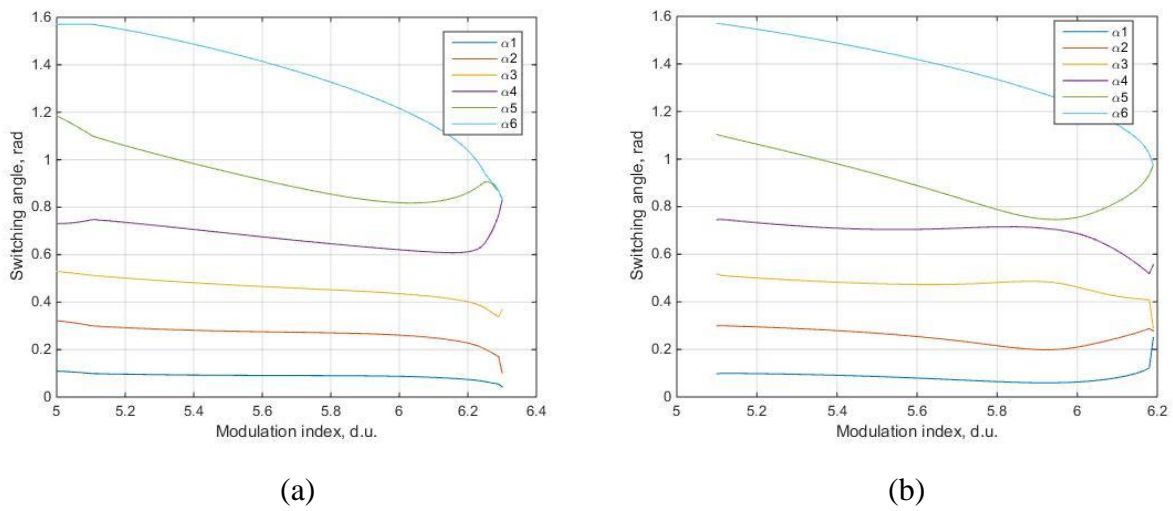 1.6
1.4
1.2
1
0.8
0.6
0.4
0.2
0
Switching angle, rad
5 5.2 5.4 5.6 5.8 6 6.2 6.4
Modulation index, d.u.
α1
α2
α3
α4
α5
α6
(a)
1.6
1.4
1.2
1
0.8
0.6
0.4
0.2
0
Switching angle, rad
5 5.2 5.4 5.6 5.8 6 6.2
Modulation index, d.u.
α1
α2
α3
α4
α5
α6
(b)